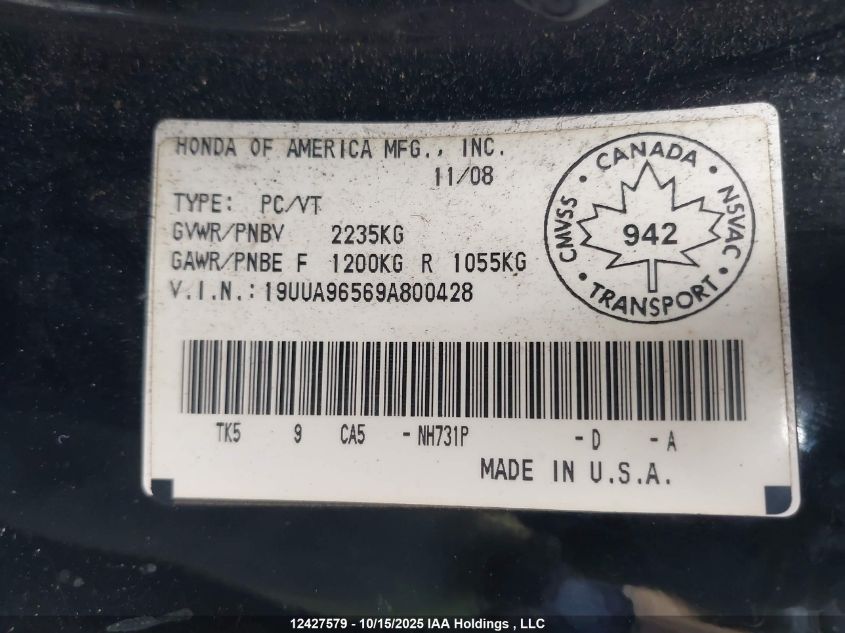 HONDA OF AMERICA MFG., INC.
11/08
TYPE: PC/VT
GVWR/PNBV 2235KG
GAWR/PNBE F 1200KG R 1055KG
V.I.N.: 19UUA96569A800428
CANADA
CMVSS
942
NSVAC
TRANSPORT
TK5 9 CA5 -NH731P -D -A
MADE IN U.S.A.
12427579 - 10/15/2025 IAA Holdings , LLC